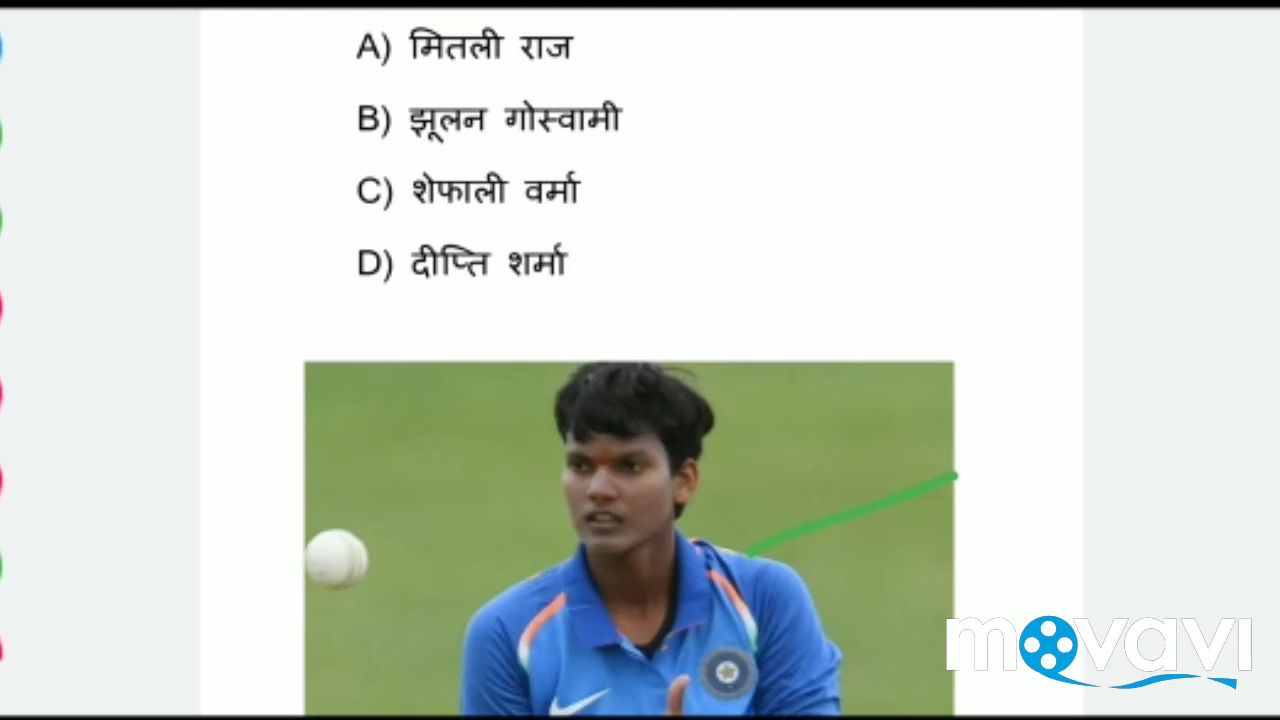 A) मितली राज
B) झूलन गोस्वामी
C) शेफाली वर्मा
D) दीप्ति शर्मा
movavi